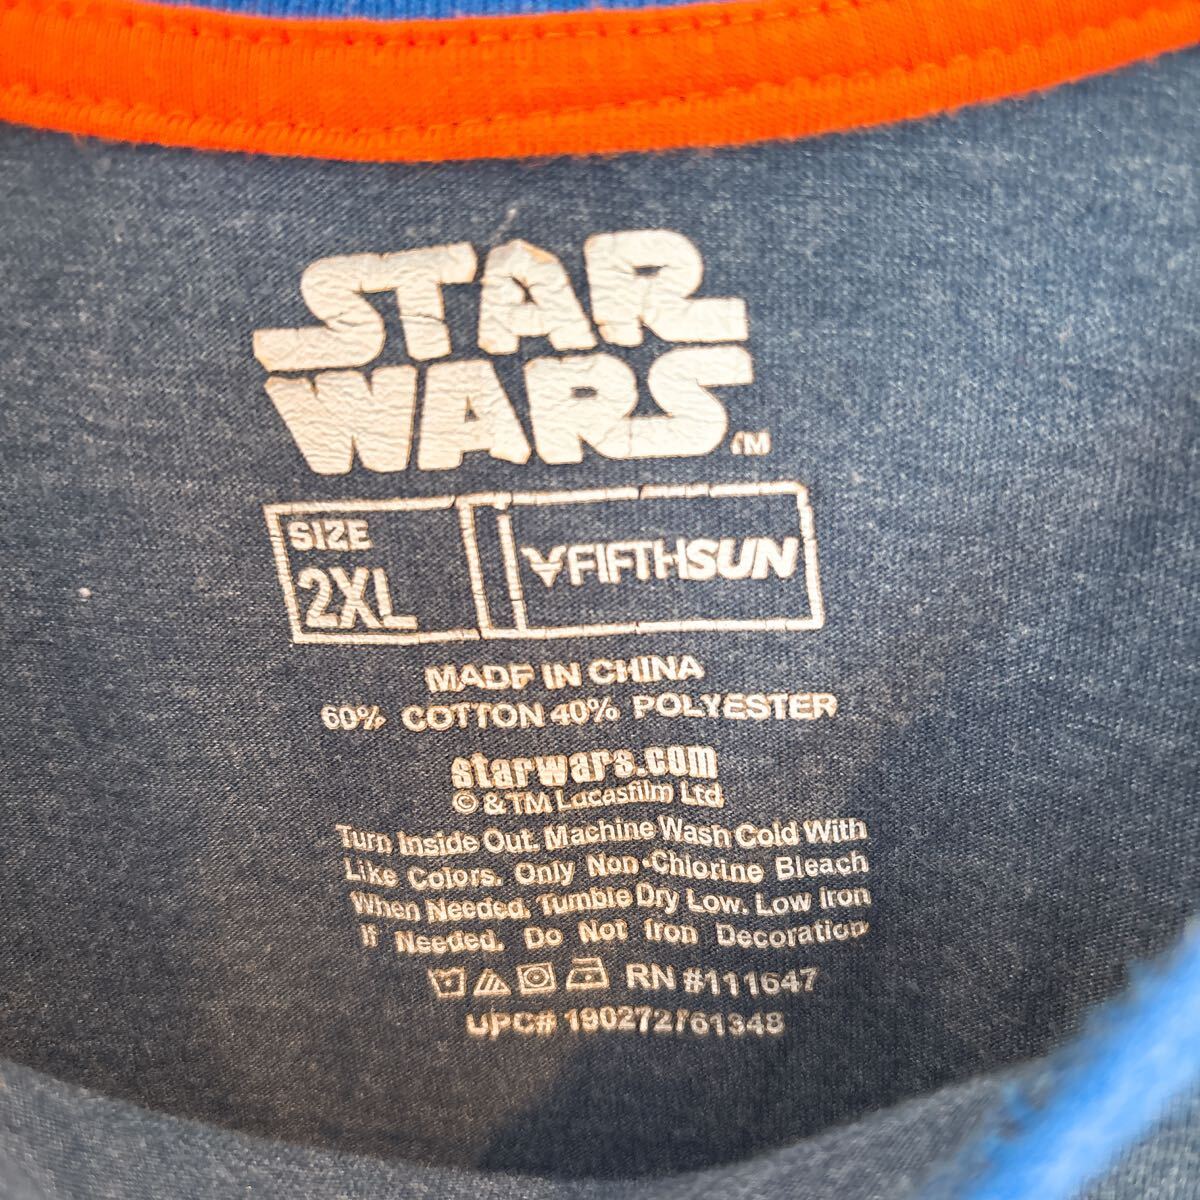 STAR
WARS
TM
SIZE
2XL
FIFTHSUN
MADE IN CHINA
60% COTTON 40% POLYESTER
starwars.com
© & TM Lucasfilm Ltd.
Turn Inside Out. Machine Wash Cold With
Like Colors. Only Non-Chlorine Bleach
When Needed. Tumble Dry Low. Low Iron
If Needed. Do Not Iron Decoration
RN #111647
UPC# 190272761348